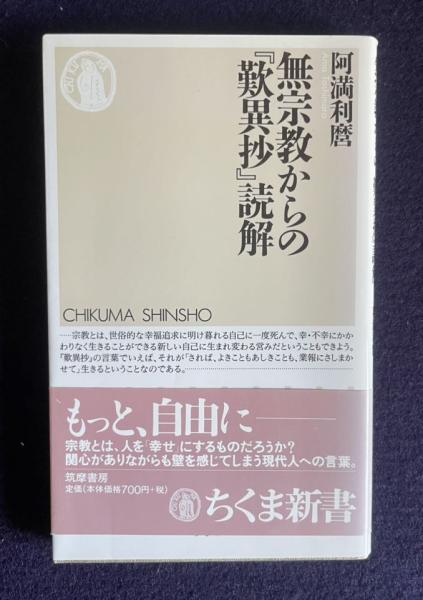 阿満利麿
Ama Toshimaro
無宗教からの
『歎異抄』読解
CHIKUMA SHINSHO
……宗教とは、世俗的な幸福追求に明け暮れる自己に一度死んで、幸・不幸にかか
わりなく生きることができる新しい自己に生まれ変わる営みだということもできよう。
『歎異抄』の言葉でいえば、それが「されば、よきこともあしきことも、業報にさしまか
せて」生きるということなのである。
もっと、自由に——
宗教とは、人を「幸せ」にするものだろうか?
関心がありながらも壁を感じてしまう現代人への言葉。
筑摩書房
定価(本体価格700円+税)
ちくま新書